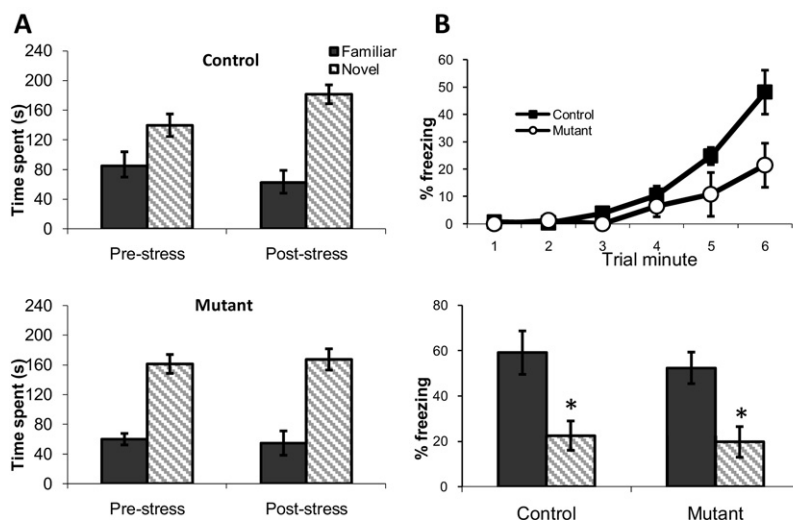 A
Control
Familiar
Novel
Time spent (s)
240
200
160
120
80
40
0
Pre-stress
Post-stress
B
Control
Mutant
% freezing
60
50
40
30
20
10
0
1 2 3 4 5 6
Trial minute
Mutant
Time spent (s)
240
200
160
120
80
40
0
Pre-stress
Post-stress
% freezing
80
60
40
20
0
*
*
Control
Mutant